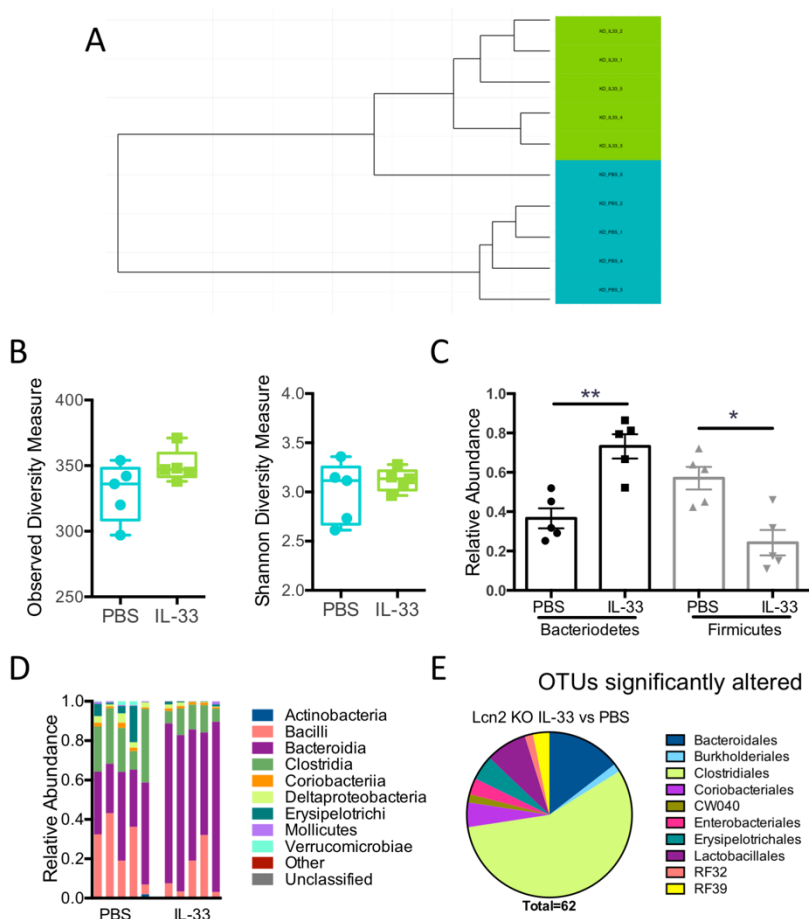 A
KO_IL33_2
KO_IL33_1
KO_IL33_4
KO_PBS_1
KO_PBS_4
B
Observed Diversity Measure
400
350
300
250
PBS IL-33
Shannon Diversity Measure
4.0
3.5
3.0
2.5
2.0
PBS IL-33
C
Relative Abundance
1.0
0.8
0.6
0.4
0.2
0.0
**
*
PBS IL-33 PBS IL-33
Bacteriodetes Firmicutes
D
Relative Abundance
1.0
0.8
0.6
0.4
0.2
0.0
PBS IL-33
Actinobacteria
Bacilli
Bacteroidia
Clostridia
Coriobacteriia
Deltaproteobacteria
Erysipelotrichi
Mollicutes
Verrucomicrobiae
Other
Unclassified
E
OTUs significantly altered
Lcn2 KO IL-33 vs PBS
Total=62
Bacteroidales
Burkholderiales
Clostridiales
Coriobacteriales
CW040
Enterobacteriales
Erysipelotrichales
Lactobacillales
RF32
RF39